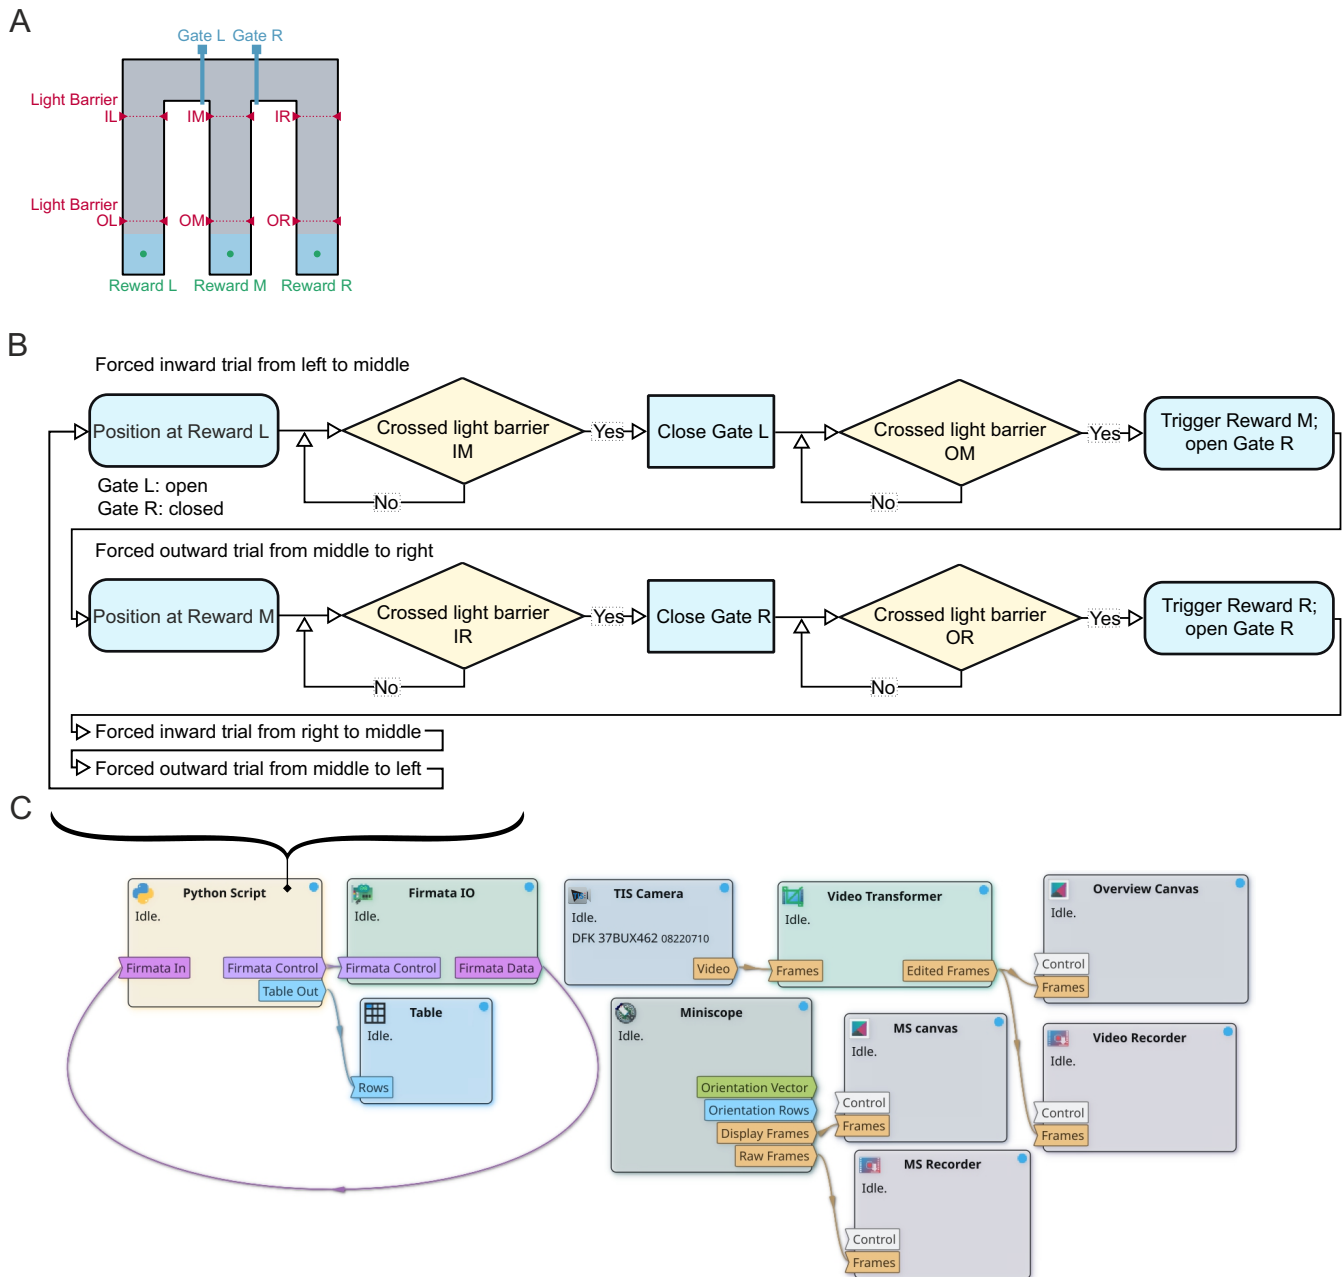 A
Gate L Gate R
Light Barrier
IL IM IR
Light Barrier
OL OM OR
Reward L Reward M Reward R
B
Forced inward trial from left to middle
Position at Reward L
Crossed light barrier
IM
Yes
No
Close Gate L
Crossed light barrier
OM
Yes
No
Trigger Reward M;
open Gate R
Gate L: open
Gate R: closed
Forced outward trial from middle to right
Position at Reward M
Crossed light barrier
IR
Yes
No
Close Gate R
Crossed light barrier
OR
Yes
No
Trigger Reward R;
open Gate R
Forced inward trial from right to middle
Forced outward trial from middle to left
C
Python Script
Idle.
Firmata In
Firmata Control
Table Out
Firmata IO
Idle.
Firmata Control
Firmata Data
Table
Idle.
Rows
TIS Camera
Idle.
DFK 37BUX462 08220710
Video
Video Transformer
Idle.
Frames
Edited Frames
Overview Canvas
Idle.
Control
Frames
Miniscope
Idle.
Orientation Vector
Orientation Rows
Display Frames
Raw Frames
MS canvas
Idle.
Control
Frames
Video Recorder
Idle.
Control
Frames
MS Recorder
Idle.
Control
Frames